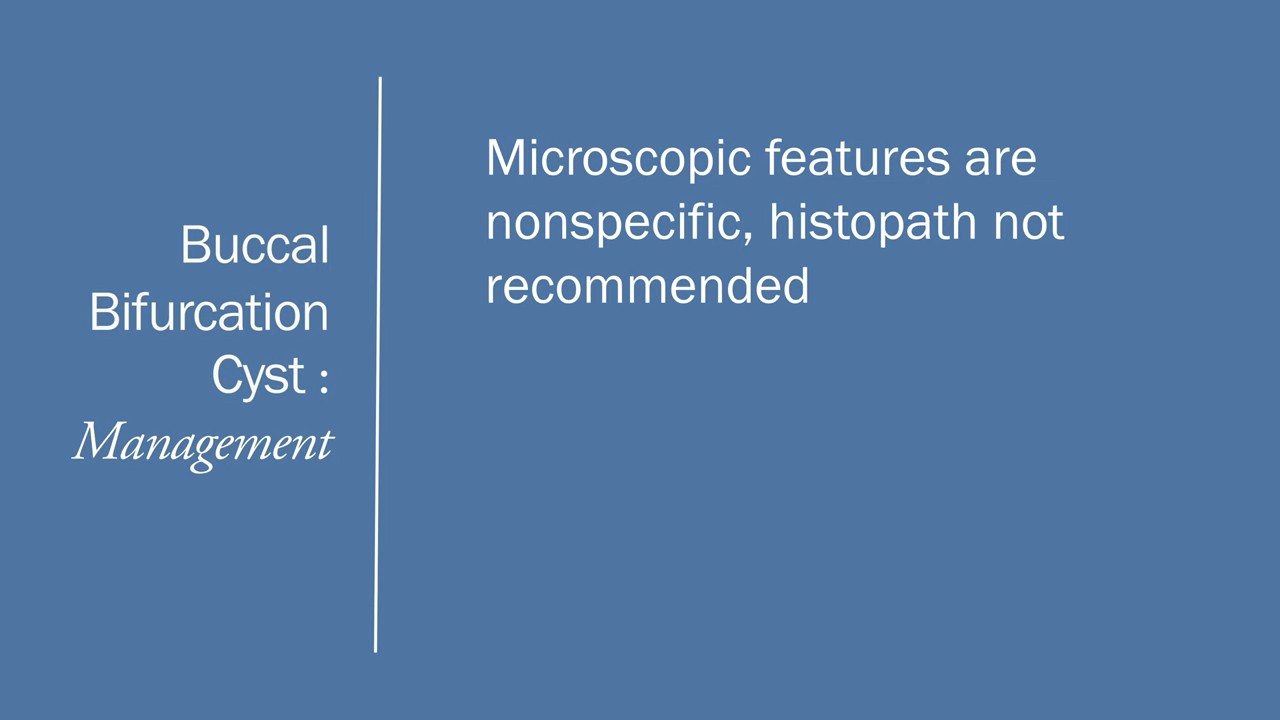 Buccal
Bifurcation
Cyst :
Management
Microscopic features are
nonspecific, histopath not
recommended